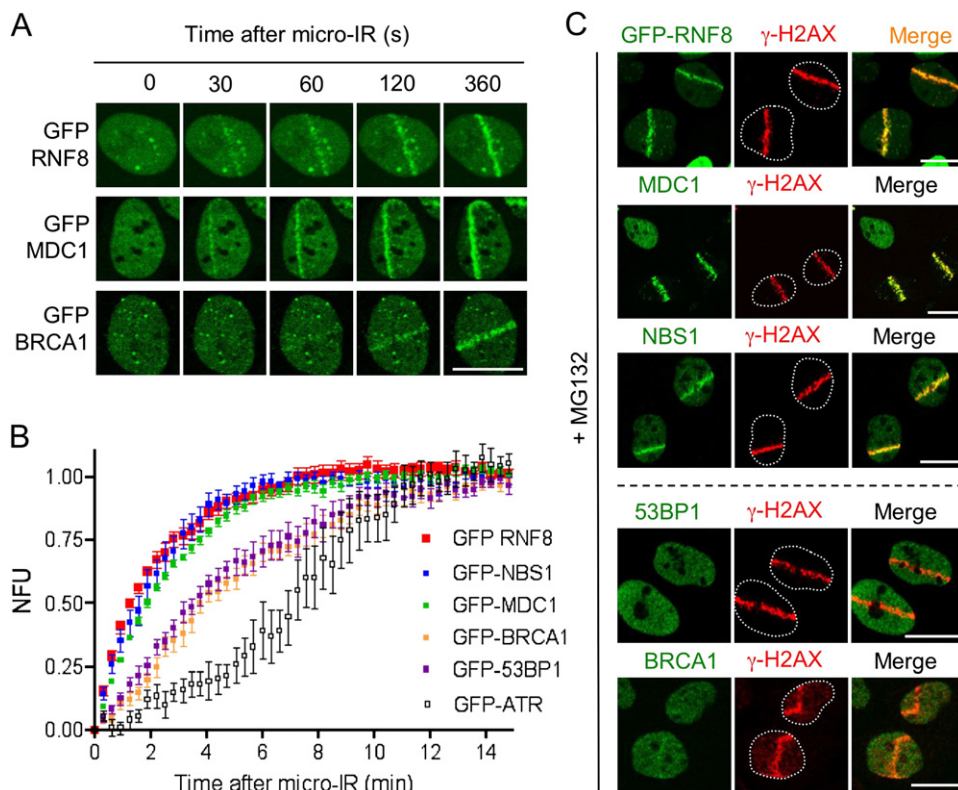 A
Time after micro-IR (s)
0 30 60 120 360
GFP
RNF8
GFP
MDC1
GFP
BRCA1
B
NFU
1.00
0.75
0.50
0.25
0.00
0 2 4 6 8 10 12 14
Time after micro-IR (min)
GFP RNF8
GFP-NBS1
GFP-MDC1
GFP-BRCA1
GFP-53BP1
GFP-ATR
C
+ MG132
GFP-RNF8 γ-H2AX Merge
MDC1 γ-H2AX Merge
NBS1 γ-H2AX Merge
53BP1 γ-H2AX Merge
BRCA1 γ-H2AX Merge